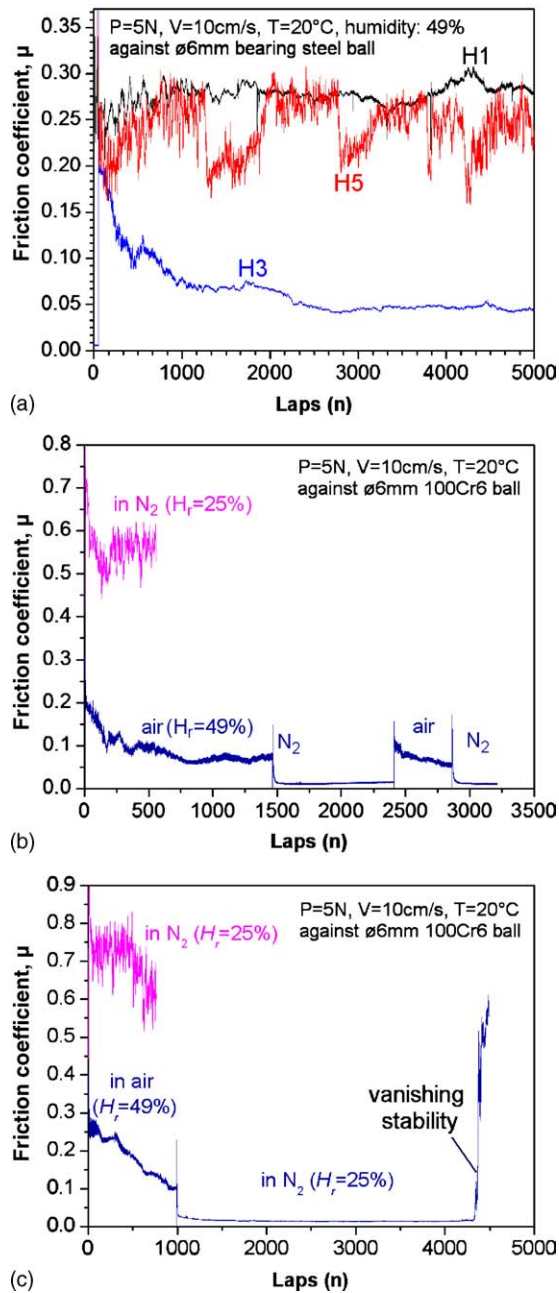 P=5N, V=10cm/s, T=20°C, humidity: 49%
against ø6mm bearing steel ball
H1
H5
H3
Friction coefficient, µ
0.35
0.30
0.25
0.20
0.15
0.10
0.05
0.00
0 1000 2000 3000 4000 5000
Laps (n)
(a)
P=5N, V=10cm/s, T=20°C
against ø6mm 100Cr6 ball
in N2 (Hr=25%)
air (Hr=49%)
N2
air
N2
Friction coefficient, µ
0.8
0.7
0.6
0.5
0.4
0.3
0.2
0.1
0.0
0 500 1000 1500 2000 2500 3000 3500
Laps (n)
(b)
P=5N, V=10cm/s, T=20°C
against ø6mm 100Cr6 ball
in N2 (Hr=25%)
in air
(Hr=49%)
in N2 (Hr=25%)
vanishing
stability
Friction coefficient, µ
0.9
0.8
0.7
0.6
0.5
0.4
0.3
0.2
0.1
0.0
0 1000 2000 3000 4000 5000
Laps (n)
(c)